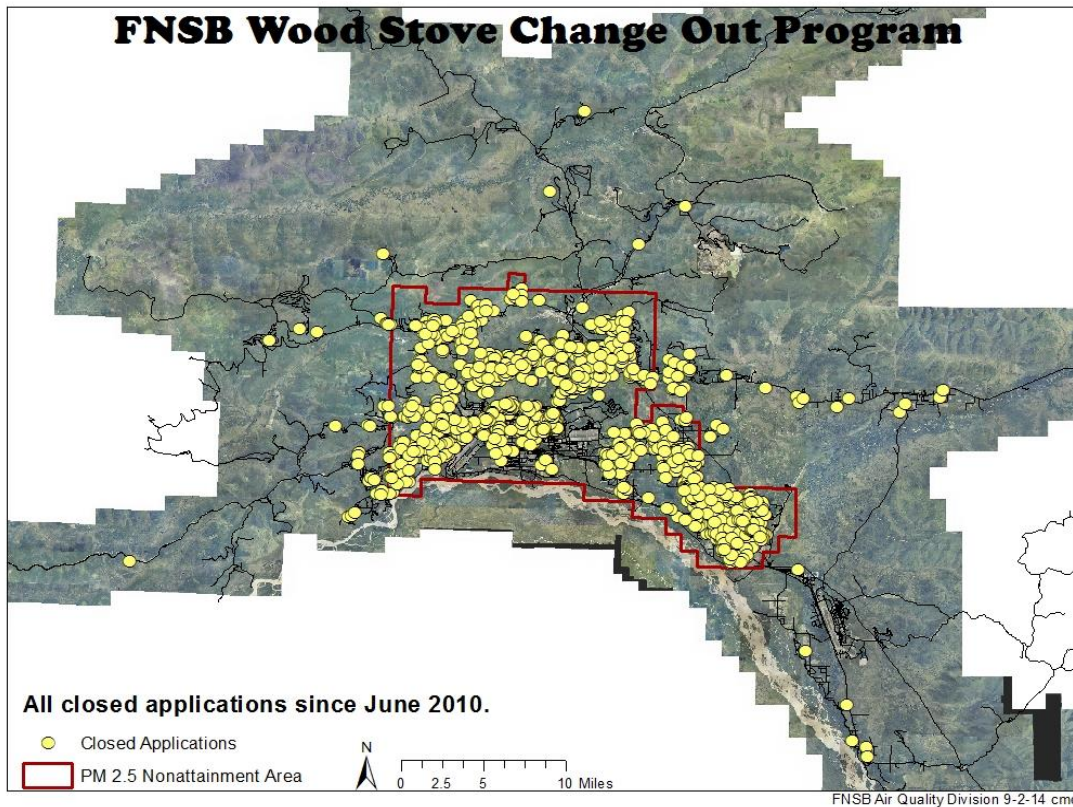 FNSB Wood Stove Change Out Program
All closed applications since June 2010.
Closed Applications
PM 2.5 Nonattainment Area
N
0 2.5 5 10 Miles
FNSB Air Quality Division 9-2-14 cmc